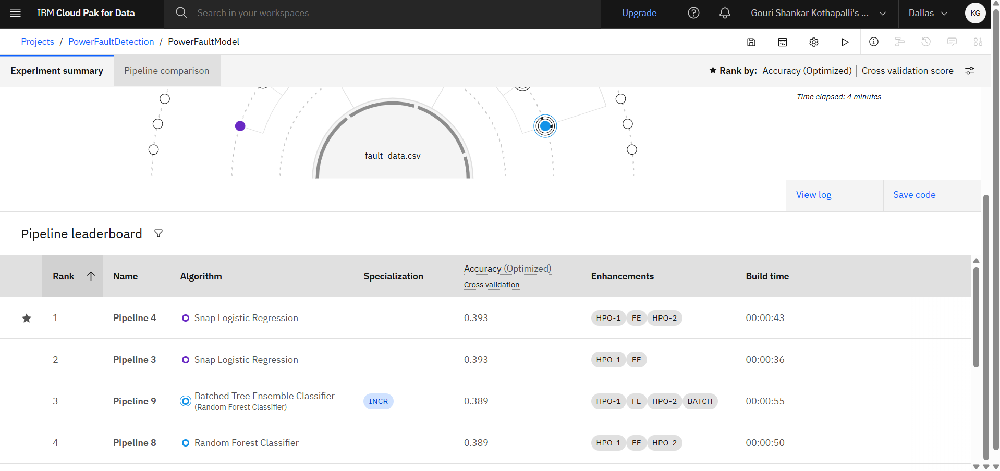 IBM Cloud Pak for Data
Search in your workspaces
Upgrade
Gouri Shankar Kothapalli's ...
Dallas
KG
Projects / PowerFaultDetection / PowerFaultModel
Experiment summary
Pipeline comparison
★ Rank by: Accuracy (Optimized) | Cross validation score
Time elapsed: 4 minutes
fault_data.csv
View log
Save code
Pipeline leaderboard
Rank ↑ Name Algorithm Specialization Accuracy (Optimized) Enhancements Build time
Cross validation
★ 1 Pipeline 4 Snap Logistic Regression 0.393 HPO-1 FE HPO-2 00:00:43
2 Pipeline 3 Snap Logistic Regression 0.393 HPO-1 FE 00:00:36
3 Pipeline 9 Batched Tree Ensemble Classifier INCR 0.389 HPO-1 FE HPO-2 BATCH 00:00:55
(Random Forest Classifier)
4 Pipeline 8 Random Forest Classifier 0.389 HPO-1 FE HPO-2 00:00:50